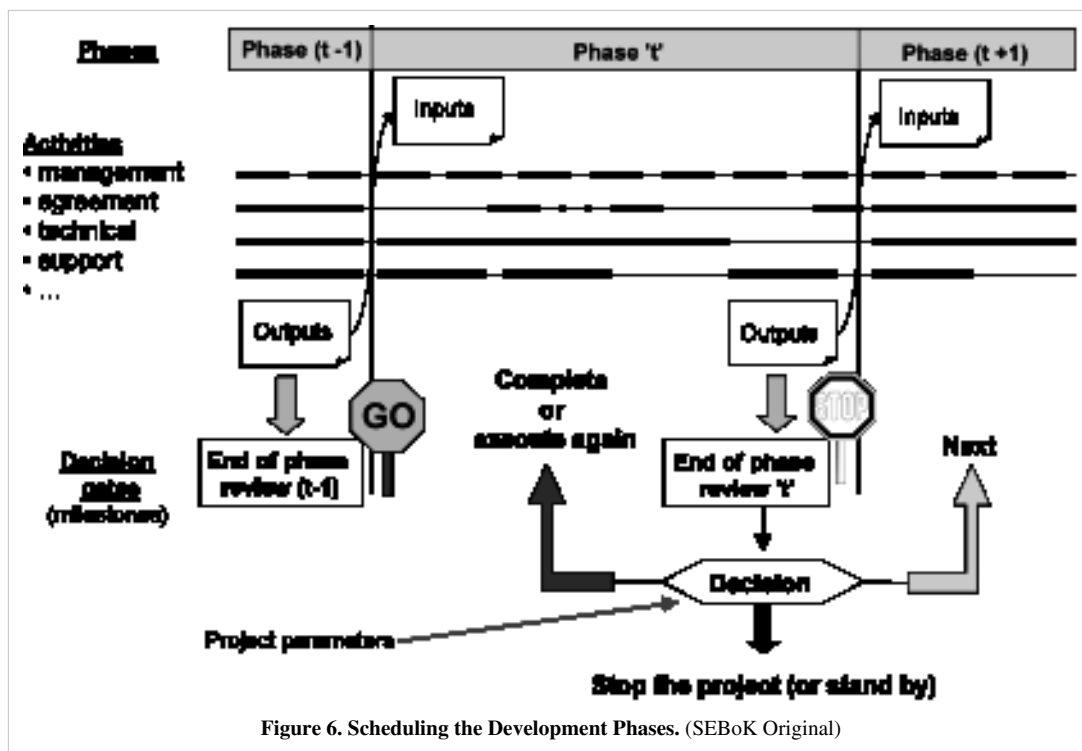 Phases
Phase (t -1)
Phase 't'
Phase (t +1)
Inputs
Inputs
Activities
• management
• agreement
• technical
• support
• ...
Outputs
Outputs
GO
STOP
Complete
or
execute again
Next
Decision
gates
(milestones)
End of phase
review (t-1)
End of phase
review 't'
Decision
Project parameters
Stop the project (or stand by)
Figure 6. Scheduling the Development Phases. (SEBoK Original)